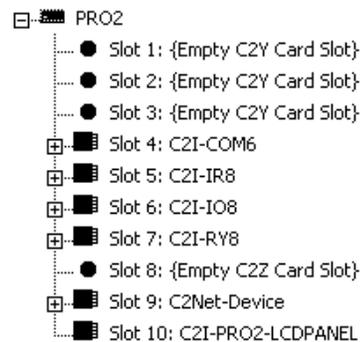 PRO2
Slot 1: {Empty C2Y Card Slot}
Slot 2: {Empty C2Y Card Slot}
Slot 3: {Empty C2Y Card Slot}
Slot 4: C2I-COM6
Slot 5: C2I-IR8
Slot 6: C2I-IO8
Slot 7: C2I-RY8
Slot 8: {Empty C2Z Card Slot}
Slot 9: C2Net-Device
Slot 10: C2I-PRO2-LCDPANEL